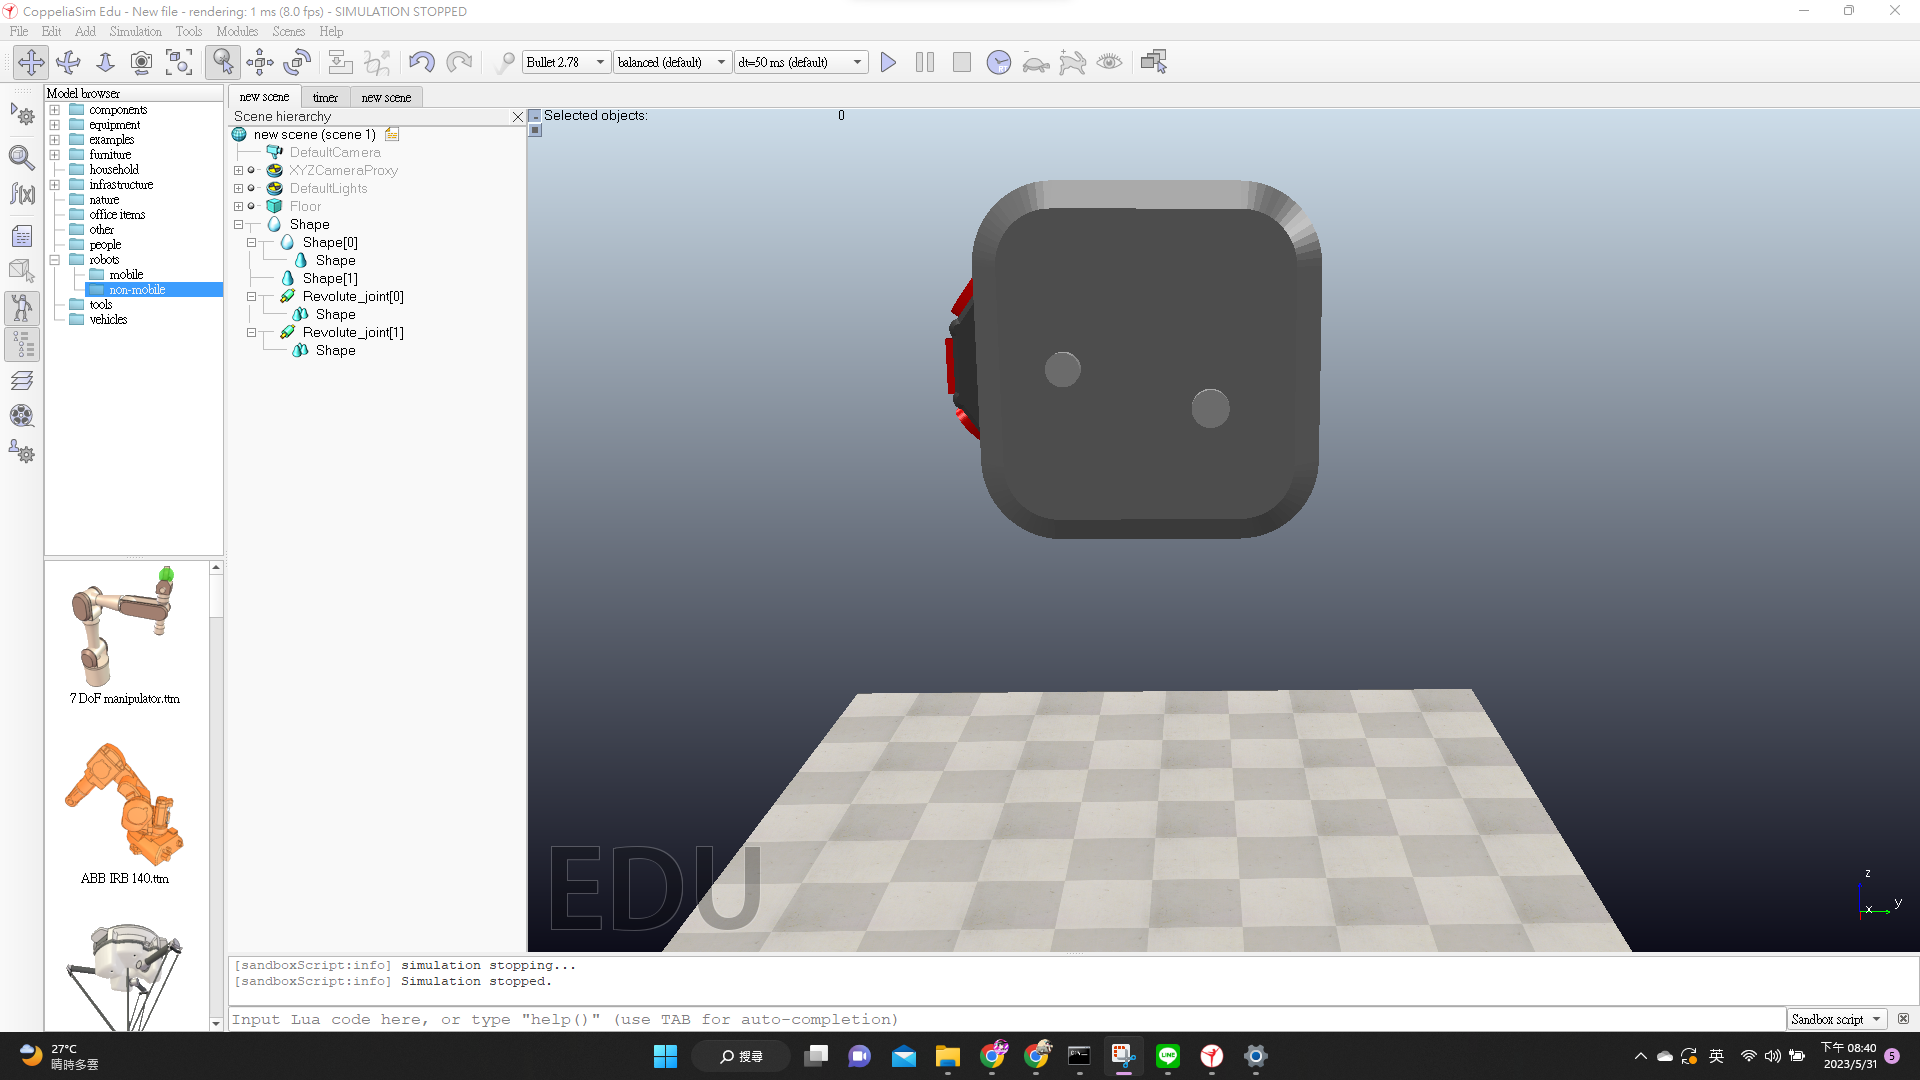 CoppeliaSim Edu - New file - rendering: 1 ms (8.0 fps) - SIMULATION STOPPED
File Edit Add Simulation Tools Modules Scenes Help
Bullet 2.78 balanced (default) dt=50 ms (default)
Model browser
components
equipment
examples
furniture
household
infrastructure
nature
office items
other
people
robots
mobile
non-mobile
tools
vehicles
7 DoF manipulator.ttm
ABB IRB 140.ttm
new scene timer new scene
Scene hierarchy
new scene (scene 1)
DefaultCamera
XYZCameraProxy
DefaultLights
Floor
Shape
Shape[0]
Shape
Shape[1]
Revolute_joint[0]
Shape
Revolute_joint[1]
Shape
Selected objects: 0
EDU
z
x y
[sandboxScript:info] simulation stopping...
[sandboxScript:info] Simulation stopped.
Input Lua code here, or type "help()" (use TAB for auto-completion)
Sandbox script
27°C
晴時多雲
搜尋
LINE
英
下午 08:40
2023/5/31
5